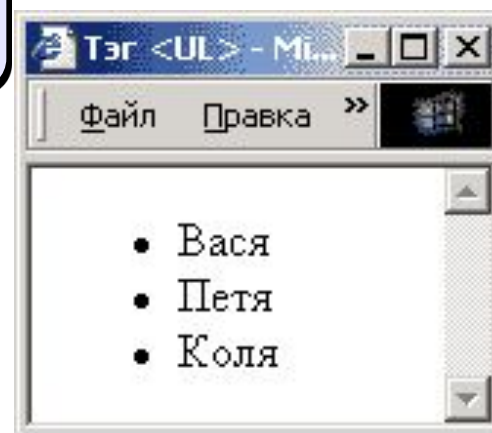 Тэг <UL> - Mi...
Файл Правка »
• Вася
• Петя
• Коля